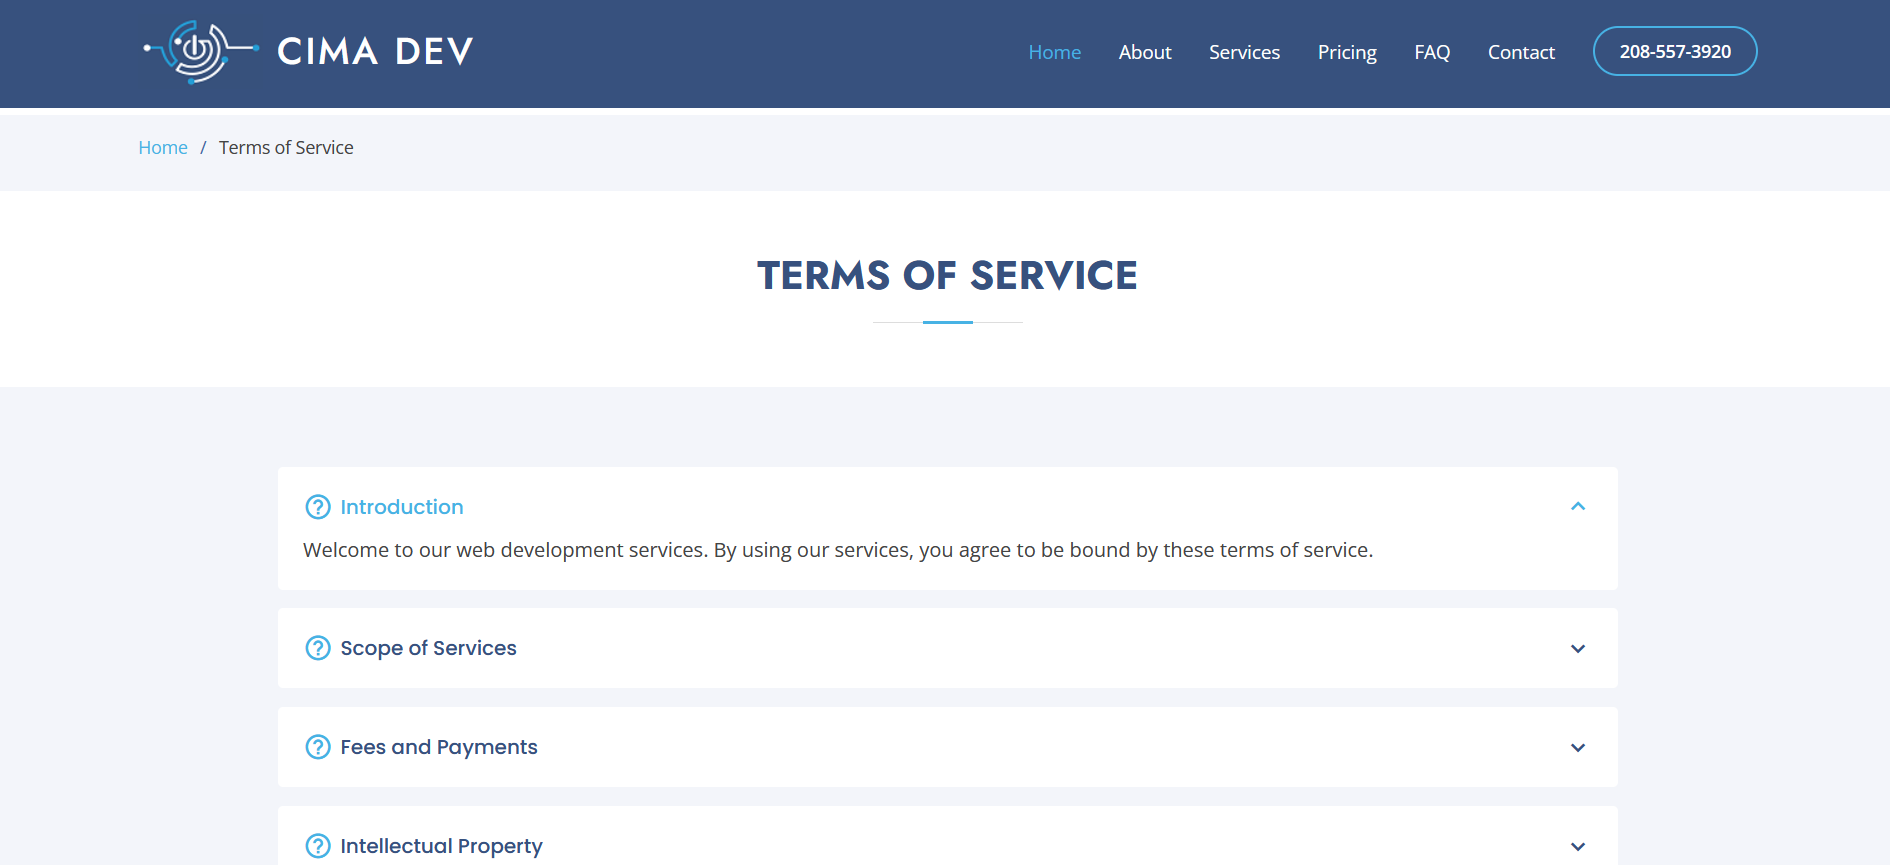 CIMA DEV
Home About Services Pricing FAQ Contact 208-557-3920
Home / Terms of Service
TERMS OF SERVICE
Introduction
Welcome to our web development services. By using our services, you agree to be bound by these terms of service.
Scope of Services
Fees and Payments
Intellectual Property